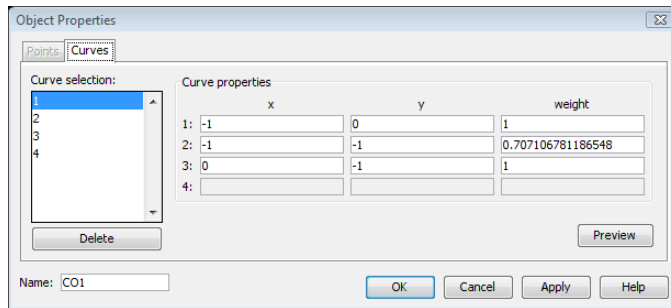 Object Properties
Points Curves
Curve selection:
1
2
3
4
Delete
Curve properties
x y weight
1: -1 0 1
2: -1 -1 0.707106781186548
3: 0 -1 1
4:
Preview
Name: CO1
OK Cancel Apply Help